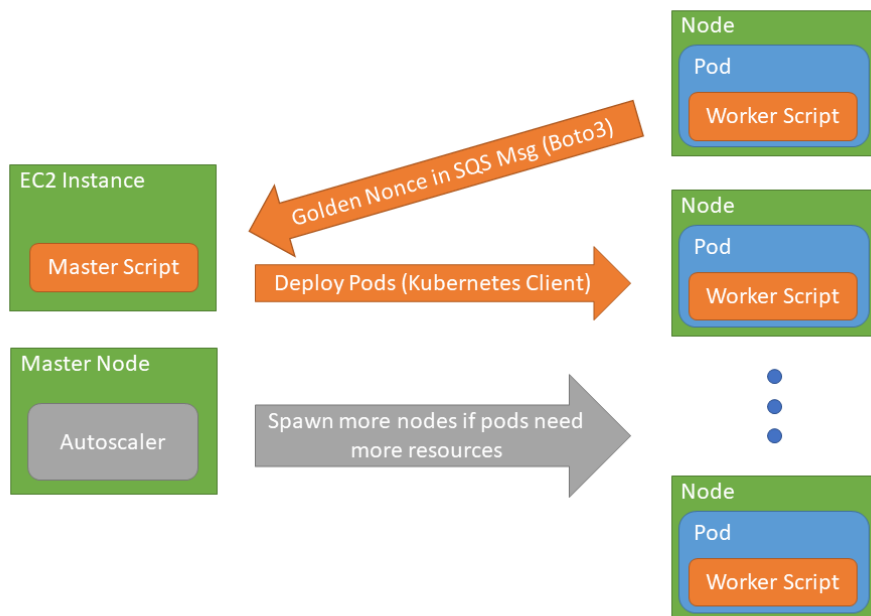 EC2 Instance
Master Script
Master Node
Autoscaler
Golden Nonce in SQS Msg (Boto3)
Deploy Pods (Kubernetes Client)
Spawn more nodes if pods need
more resources
Node
Pod
Worker Script
Node
Pod
Worker Script
Node
Pod
Worker Script